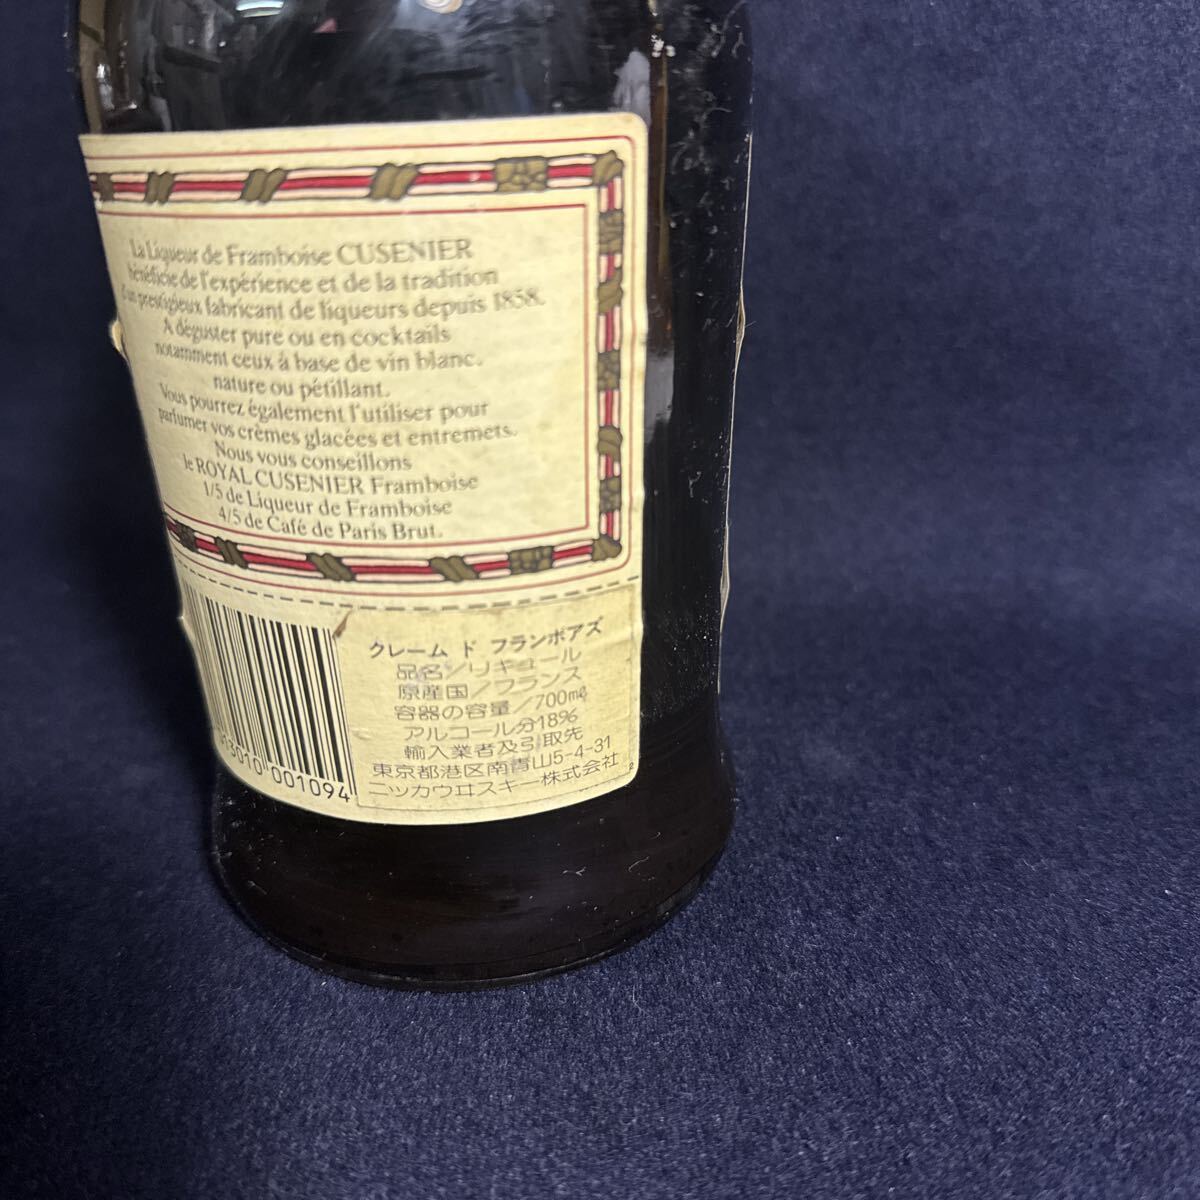 La Liqueur de Framboise CUSENIER
bénéficie de l'expérience et de la tradition
d'un prestigieux fabricant de liqueurs depuis 1858.
A déguster pure ou en cocktails
notamment ceux à base de vin blanc,
nature ou pétillant.
Vous pourrez également l'utiliser pour
parfumer vos crèmes glacées et entremets.
Nous vous conseillons
le ROYAL CUSENIER Framboise
1/5 de Liqueur de Framboise
4/5 de Café de Paris Brut.
クレーム ド フランボアズ
品名/リキュール
原産国/フランス
容器の容量/700mℓ
アルコール分18%
輸入業者及引取先
東京都港区南青山5-4-31
ニッカウヰスキー株式会社
2
13010 001094